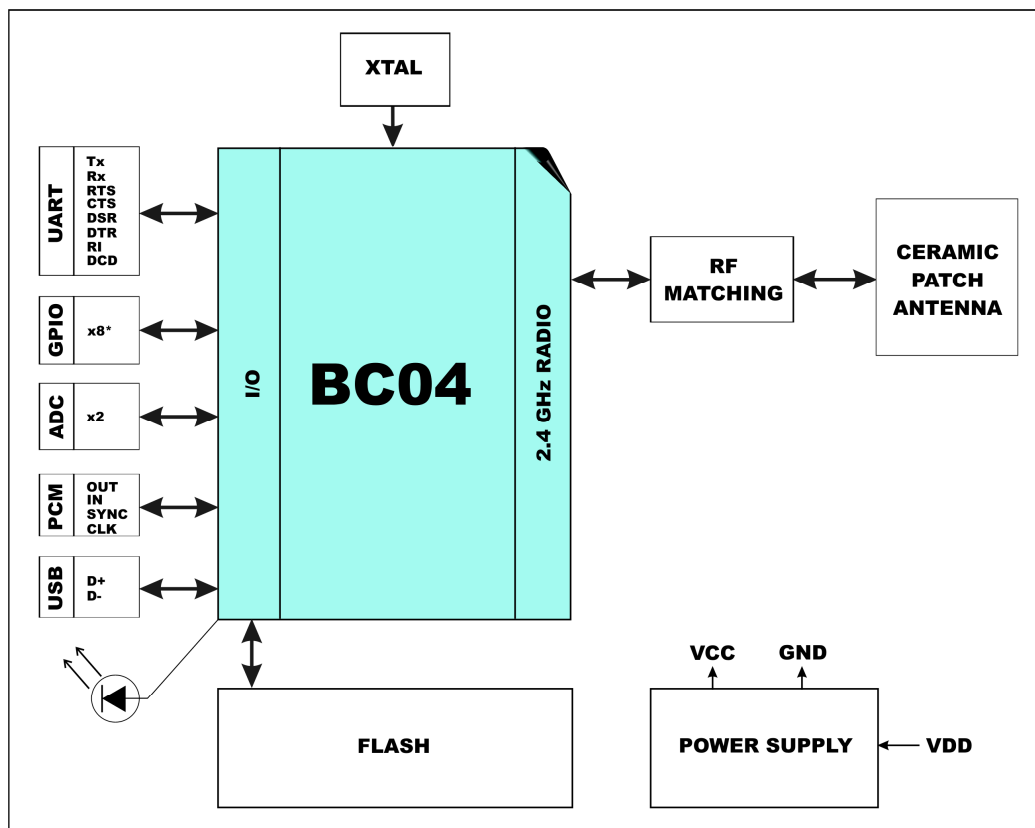 XTAL
UART
Tx
Rx
RTS
CTS
DSR
DTR
RI
DCD
GPIO
x8*
ADC
x2
PCM
OUT
IN
SYNC
CLK
USB
D+
D-
I/O
BC04
2.4 GHz RADIO
RF
MATCHING
CERAMIC
PATCH
ANTENNA
FLASH
VCC
GND
POWER SUPPLY
VDD